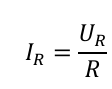 I_R = U_R / R